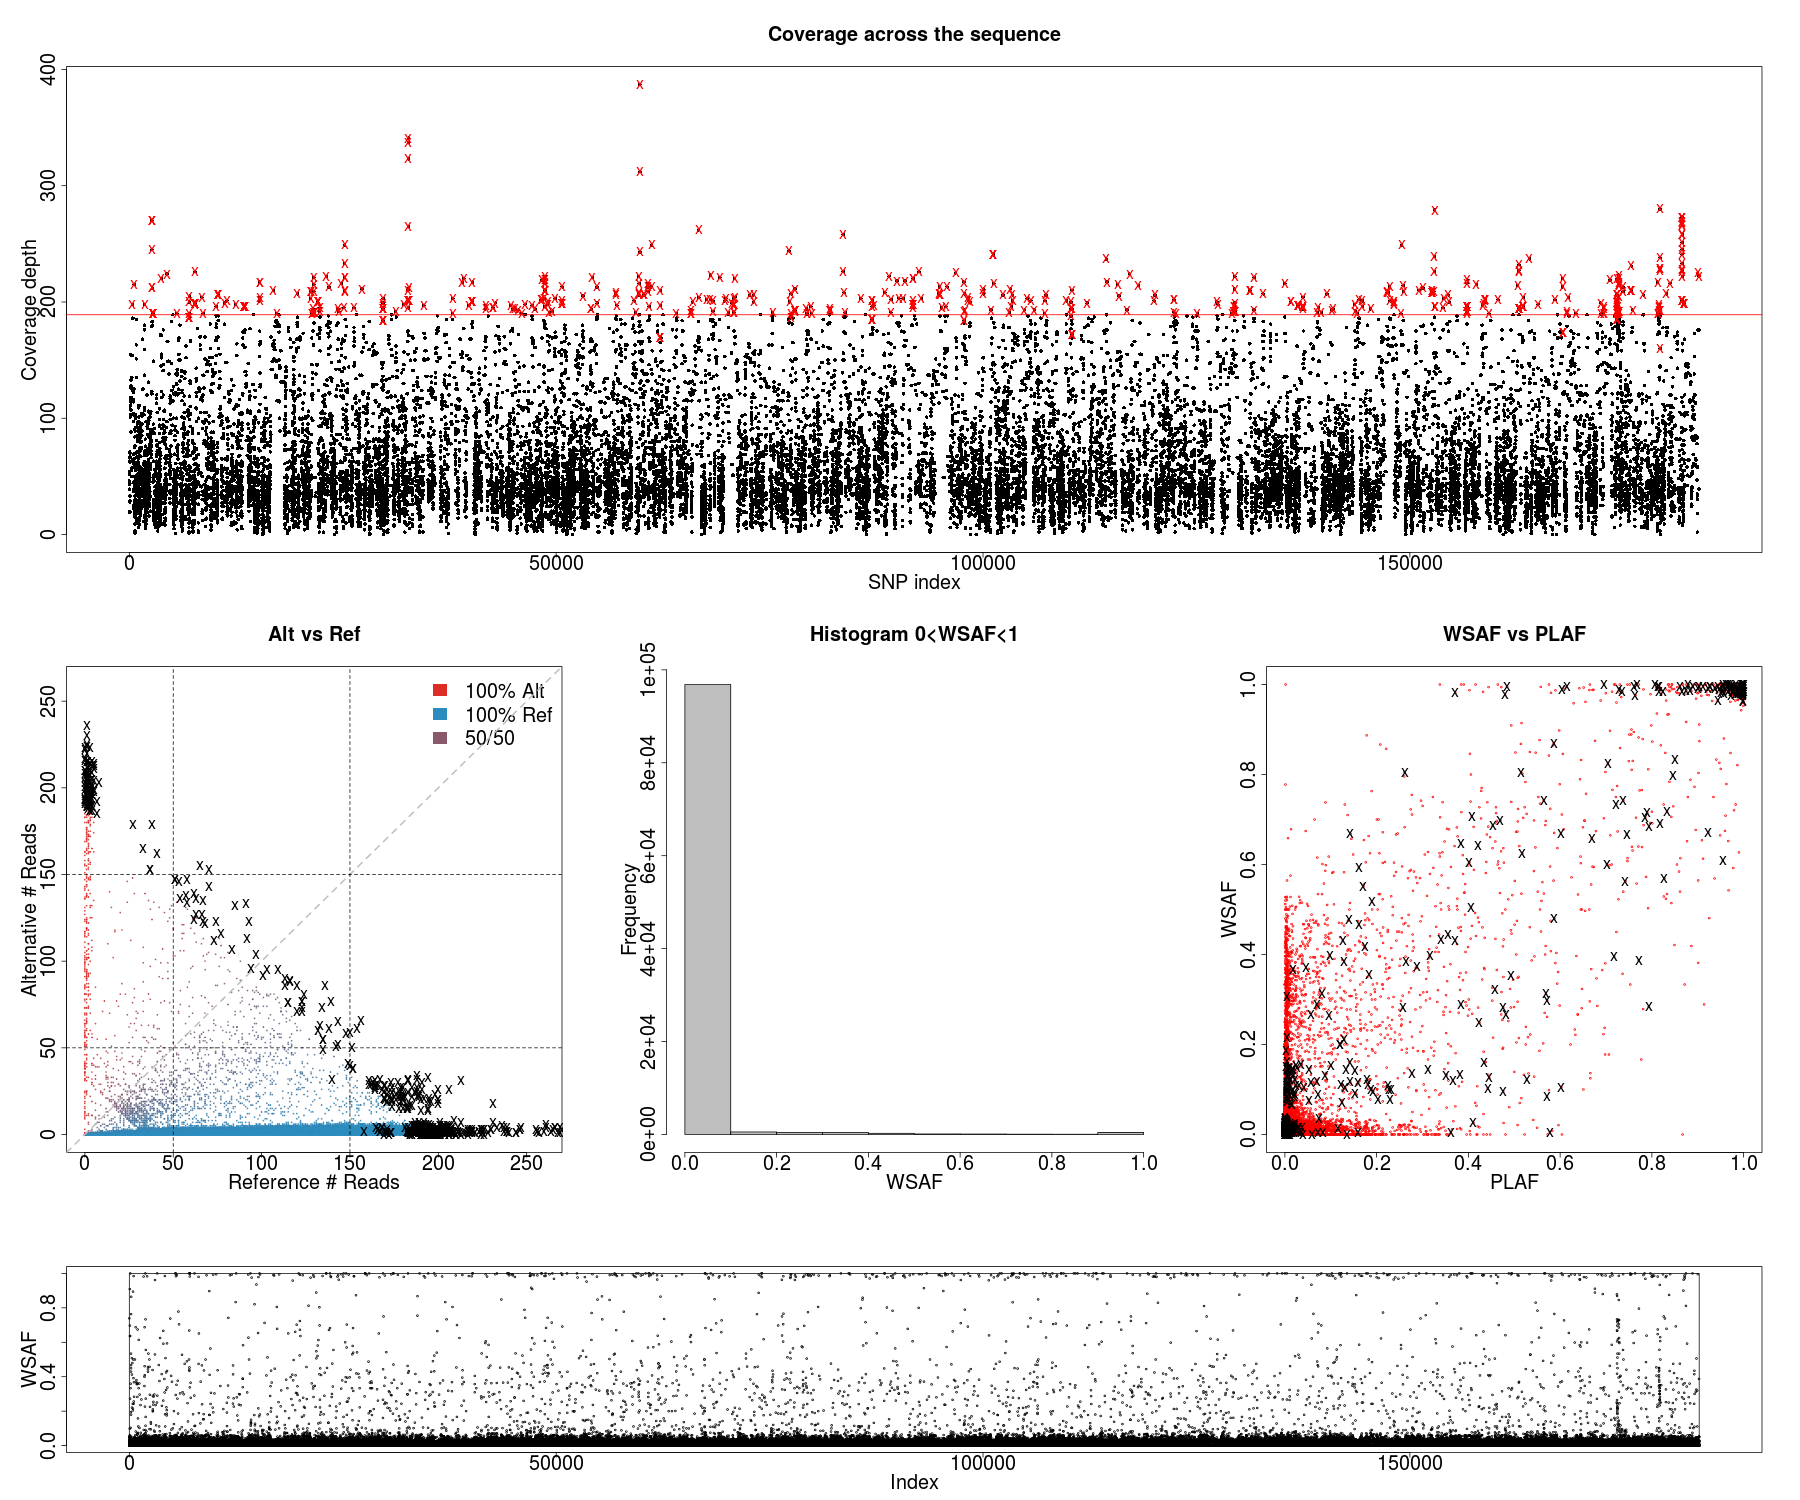 Coverage across the sequence
Coverage depth
400
300
200
100
0
0 50000 100000 150000
SNP index
Alt vs Ref
Alternative # Reads
250
200
150
100
50
0
100% Alt
100% Ref
50/50
0 50 100 150 200 250
Reference # Reads
Histogram 0<WSAF<1
Frequency
1e+05
8e+04
6e+04
4e+04
2e+04
0e+00
0.0 0.2 0.4 0.6 0.8 1.0
WSAF
WSAF vs PLAF
WSAF
1.0
0.8
0.6
0.4
0.2
0.0
0.0 0.2 0.4 0.6 0.8 1.0
PLAF
WSAF
0.8
0.4
0.0
0 50000 100000 150000
Index